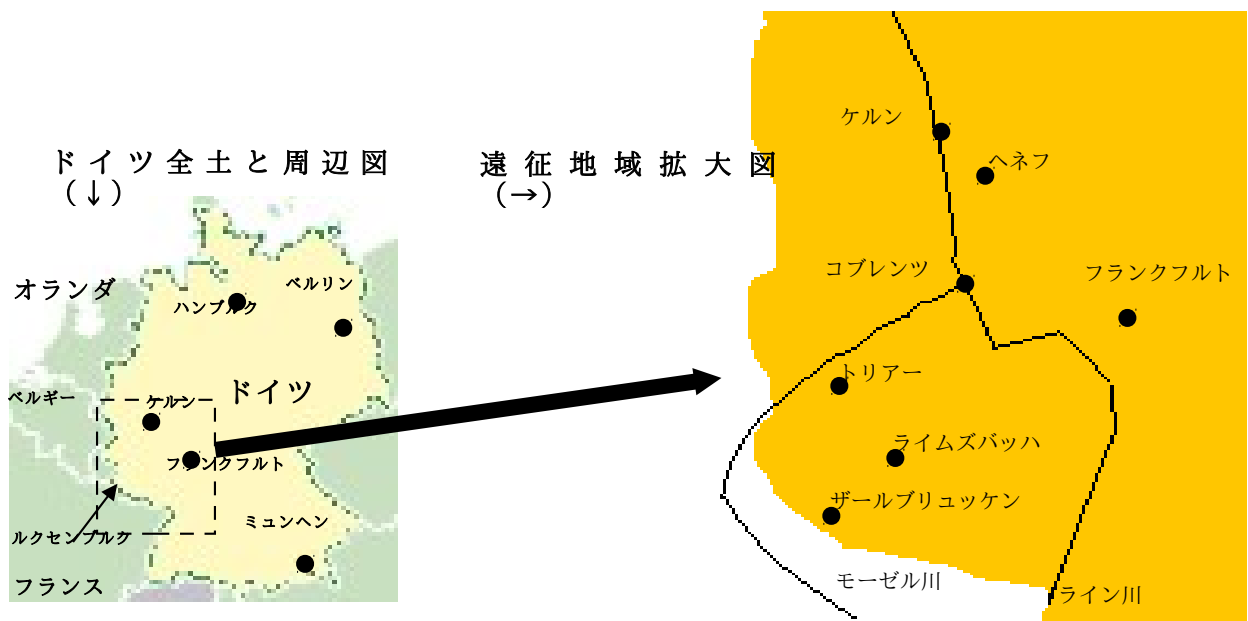 ドイツ全土と周辺図
（↓）
オランダ
ベルリン
ハンブルク
ドイツ
ベルギー
ケルン
フランクフルト
ミュンヘン
ルクセンブルケ
フランス
遠征地域拡大図
（→）
ケルン
ヘネフ
コブレンツ
フランクフルト
トリアー
ライムズバッハ
ザールブリュッケン
モーゼル川
ライン川